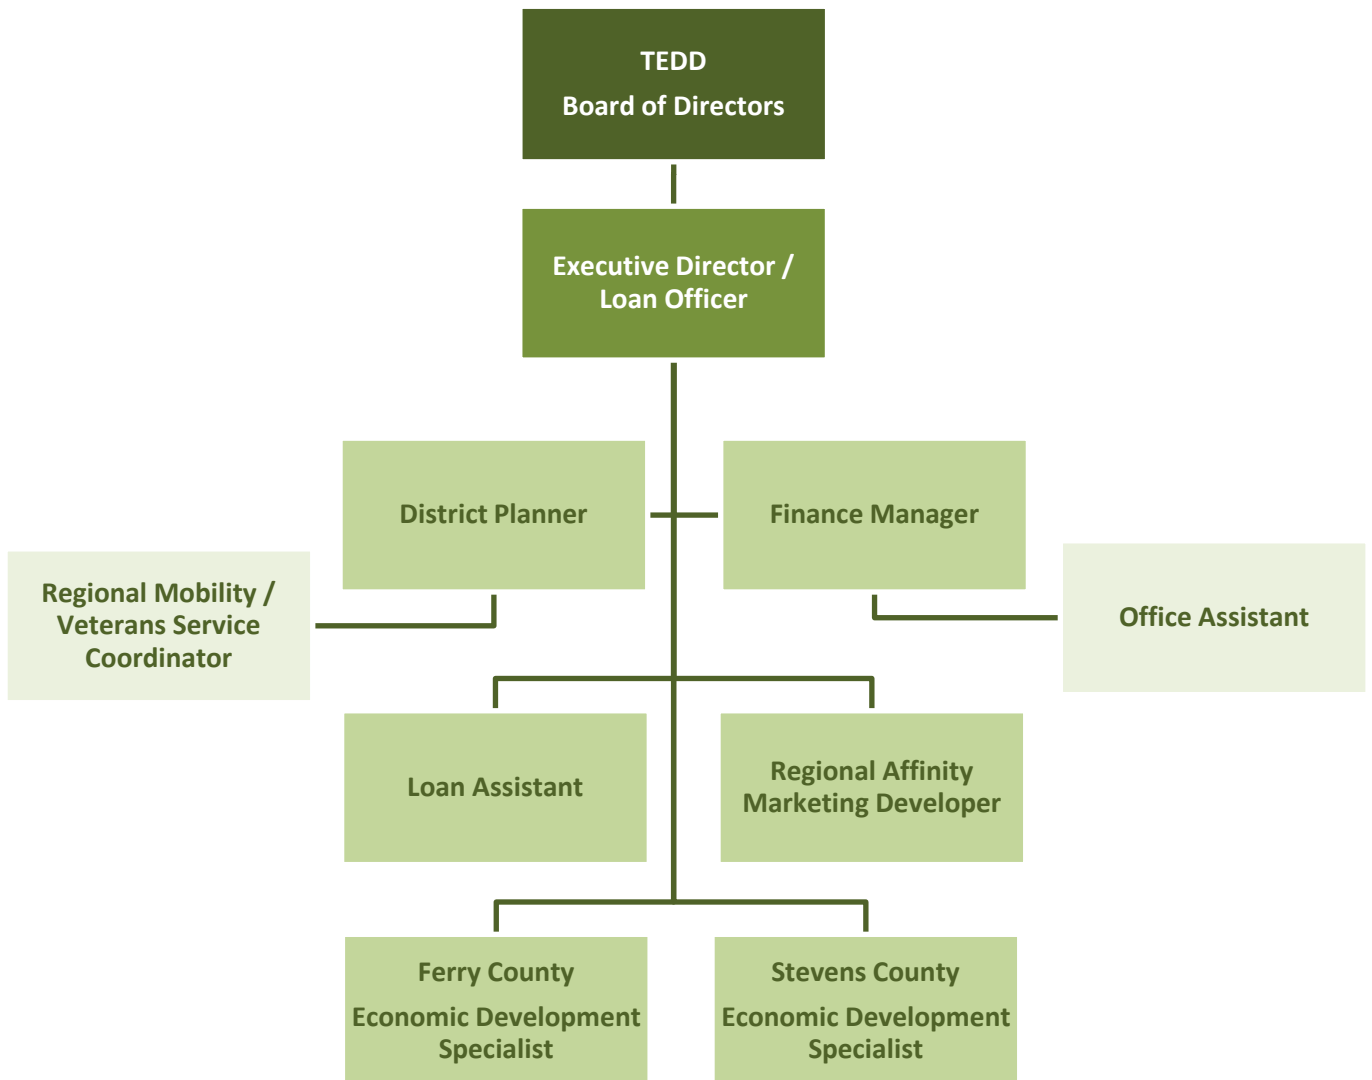 TEDD
Board of Directors
Executive Director /
Loan Officer
District Planner
Finance Manager
Regional Mobility /
Veterans Service
Coordinator
Office Assistant
Loan Assistant
Regional Affinity
Marketing Developer
Ferry County
Economic Development
Specialist
Stevens County
Economic Development
Specialist